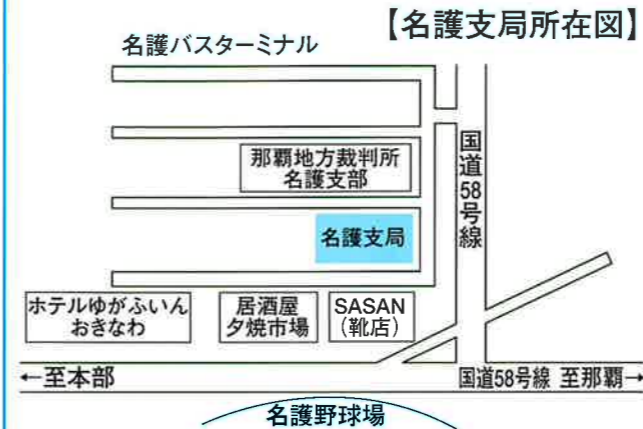 【名護支局所在図】
名護バスターミナル
那覇地方裁判所
名護支部
国道58号線
名護支局
ホテルゆがふいん
おきなわ
居酒屋
夕焼市場
SASAN
(靴店)
←至本部
国道58号線 至那覇→
名護野球場